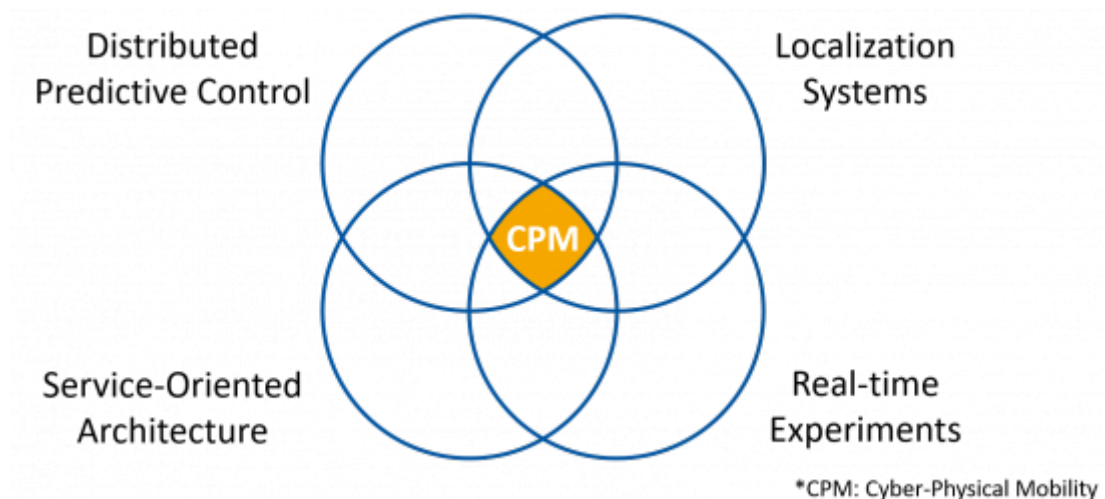 Distributed
Predictive Control
Localization
Systems
CPM
Service-Oriented
Architecture
Real-time
Experiments
*CPM: Cyber-Physical Mobility